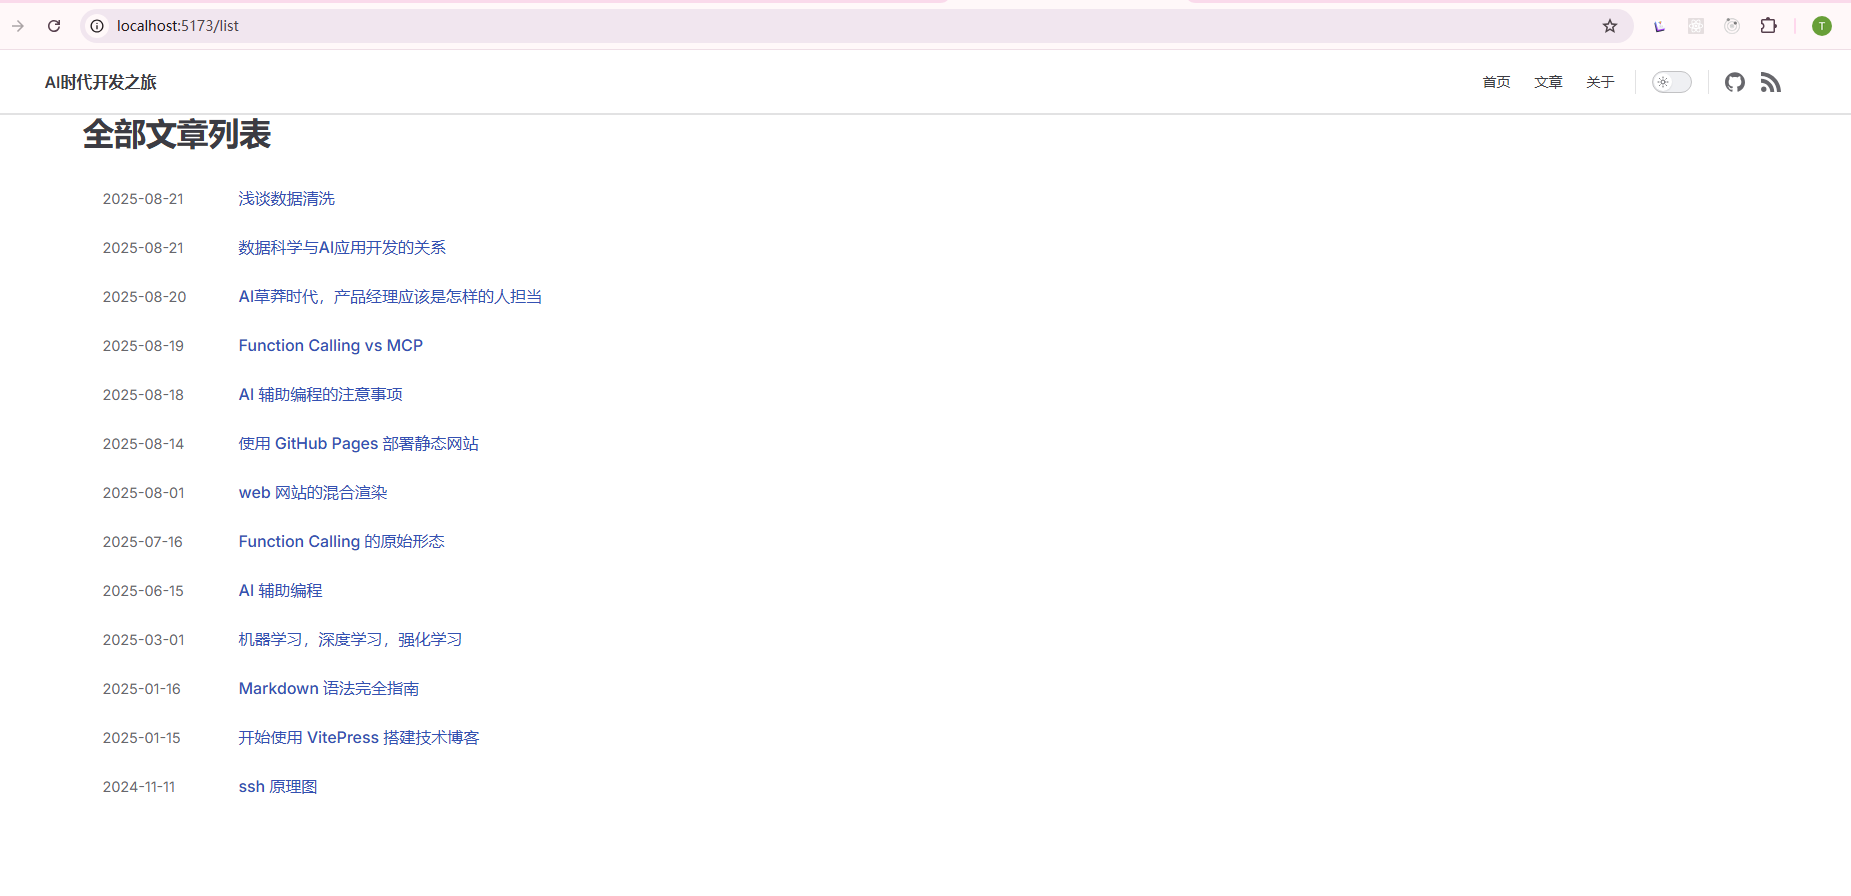 localhost:5173/list
T
AI时代开发之旅
首页 文章 关于
全部文章列表
2025-08-21 浅谈数据清洗
2025-08-21 数据科学与AI应用开发的关系
2025-08-20 AI草莽时代，产品经理应该是怎样的人担当
2025-08-19 Function Calling vs MCP
2025-08-18 AI 辅助编程的注意事项
2025-08-14 使用 GitHub Pages 部署静态网站
2025-08-01 web 网站的混合渲染
2025-07-16 Function Calling 的原始形态
2025-06-15 AI 辅助编程
2025-03-01 机器学习，深度学习，强化学习
2025-01-16 Markdown 语法完全指南
2025-01-15 开始使用 VitePress 搭建技术博客
2024-11-11 ssh 原理图